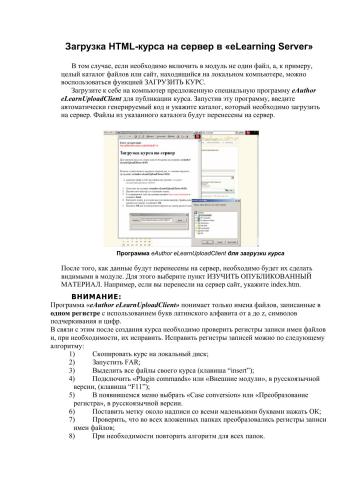 Загрузка HTML-курса на сервер в «eLearning Server»
В том случае, если необходимо включить в модуль не один файл, а, к примеру,
целый каталог файлов или сайт, находящийся на локальном компьютере, можно
воспользоваться функцией ЗАГРУЗИТЬ КУРС.
Загрузите к себе на компьютер предложенную специальную программу eAuthor
eLearnUploadClient для публикации курса. Запустив эту программу, введите
автоматически генерируемый код и укажите каталог, который необходимо загрузить
на сервер. Файлы из указанного каталога будут перенесены на сервер.
Загрузка курса на сервер
Программа eAuthor eLearnUploadClient для загрузки курса
После того, как данные будут перенесены на сервер, необходимо будет их сделать
видимыми в модуле. Для этого выберите пункт ИЗУЧИТЬ ОПУБЛИКОВАННЫЙ
МАТЕРИАЛ. Например, если вы перенесли на сервер сайт, укажите index.htm.
ВНИМАНИЕ:
Программа «eAuthor eLearnUploadClient» понимает только имена файлов, записанные в
одном регистре с использованием букв латинского алфавита от a до z, символов
подчеркивания и цифр.
В связи с этим после создания курса необходимо проверить регистры записи имен файлов
и, при необходимости, их исправить. Исправить регистры записей можно по следующему
алгоритму:
1) Скопировать курс на локальный диск;
2) Запустить FAR;
3) Выделить все файлы своего курса (клавиша “insert”);
4) Подключить «Plugin commands» или «Внешние модули», в русскоязычной
версии, (клавиша “F11”);
5) В появившемся меню выбрать «Case conversion» или «Преобразование
регистра», в русскоязычной версии.
6) Поставить метку около надписи со всеми маленькими буквами нажать ОК;
7) Проверить, что во всех вложенных папках преобразовались регистры записи
имен файлов;
8) При необходимости повторить алгоритм для всех папок.